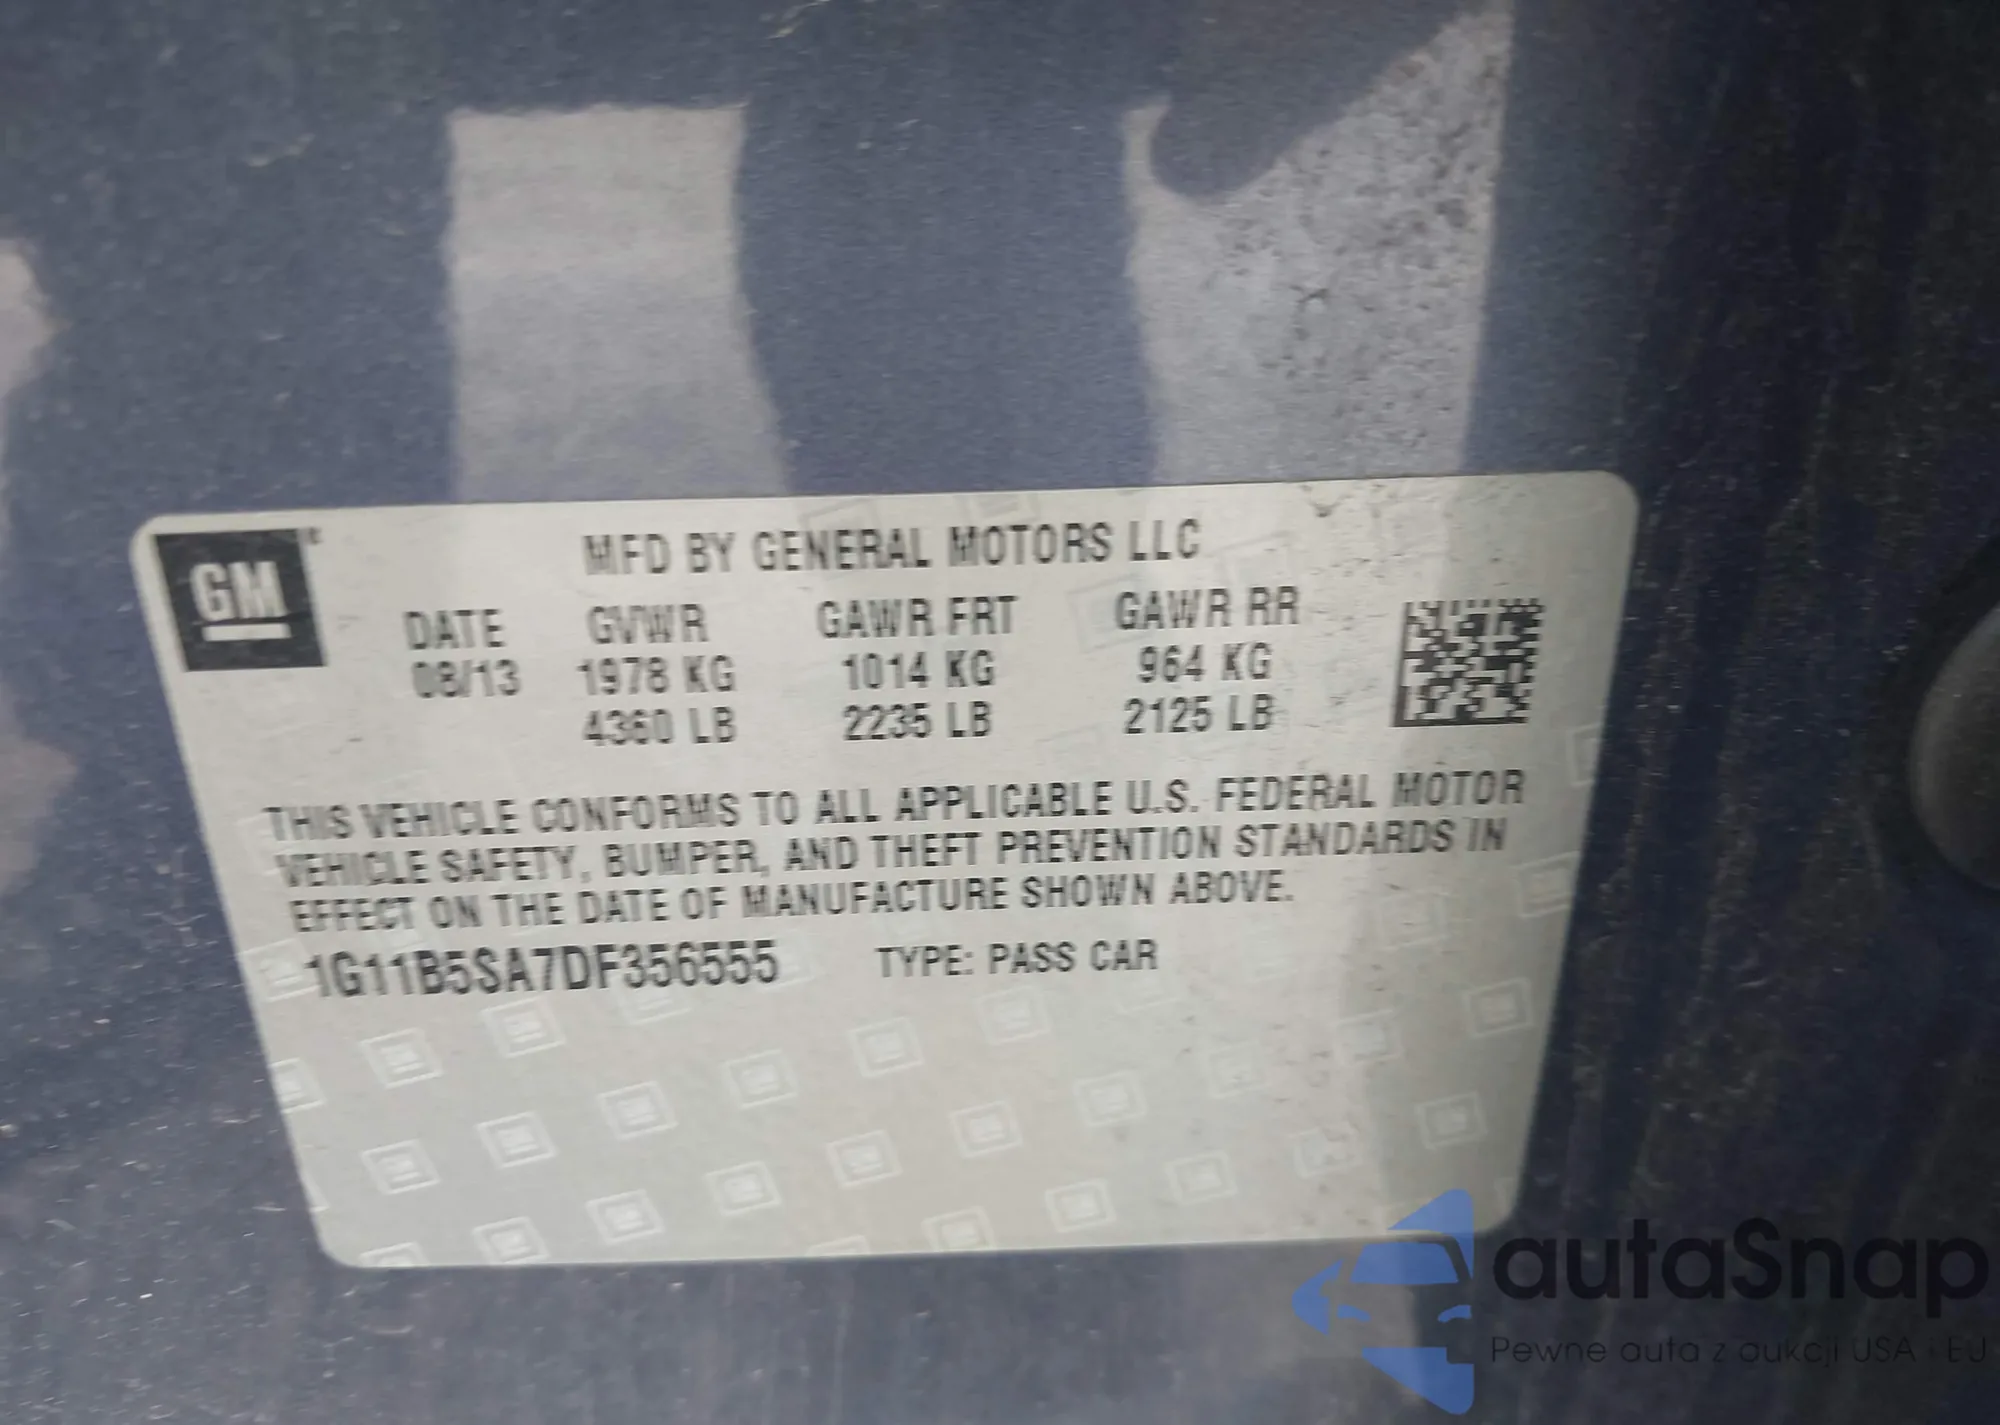 GM
MFD BY GENERAL MOTORS LLC
DATE GVWR GAWR FRT GAWR RR
08/13 1978 KG 1014 KG 964 KG
4360 LB 2235 LB 2125 LB
THIS VEHICLE CONFORMS TO ALL APPLICABLE U.S. FEDERAL MOTOR
VEHICLE SAFETY, BUMPER, AND THEFT PREVENTION STANDARDS IN
EFFECT ON THE DATE OF MANUFACTURE SHOWN ABOVE.
1G11B5SA7DF356555 TYPE: PASS CAR
autaSnap
Pewne auta z aukcji USA i EU